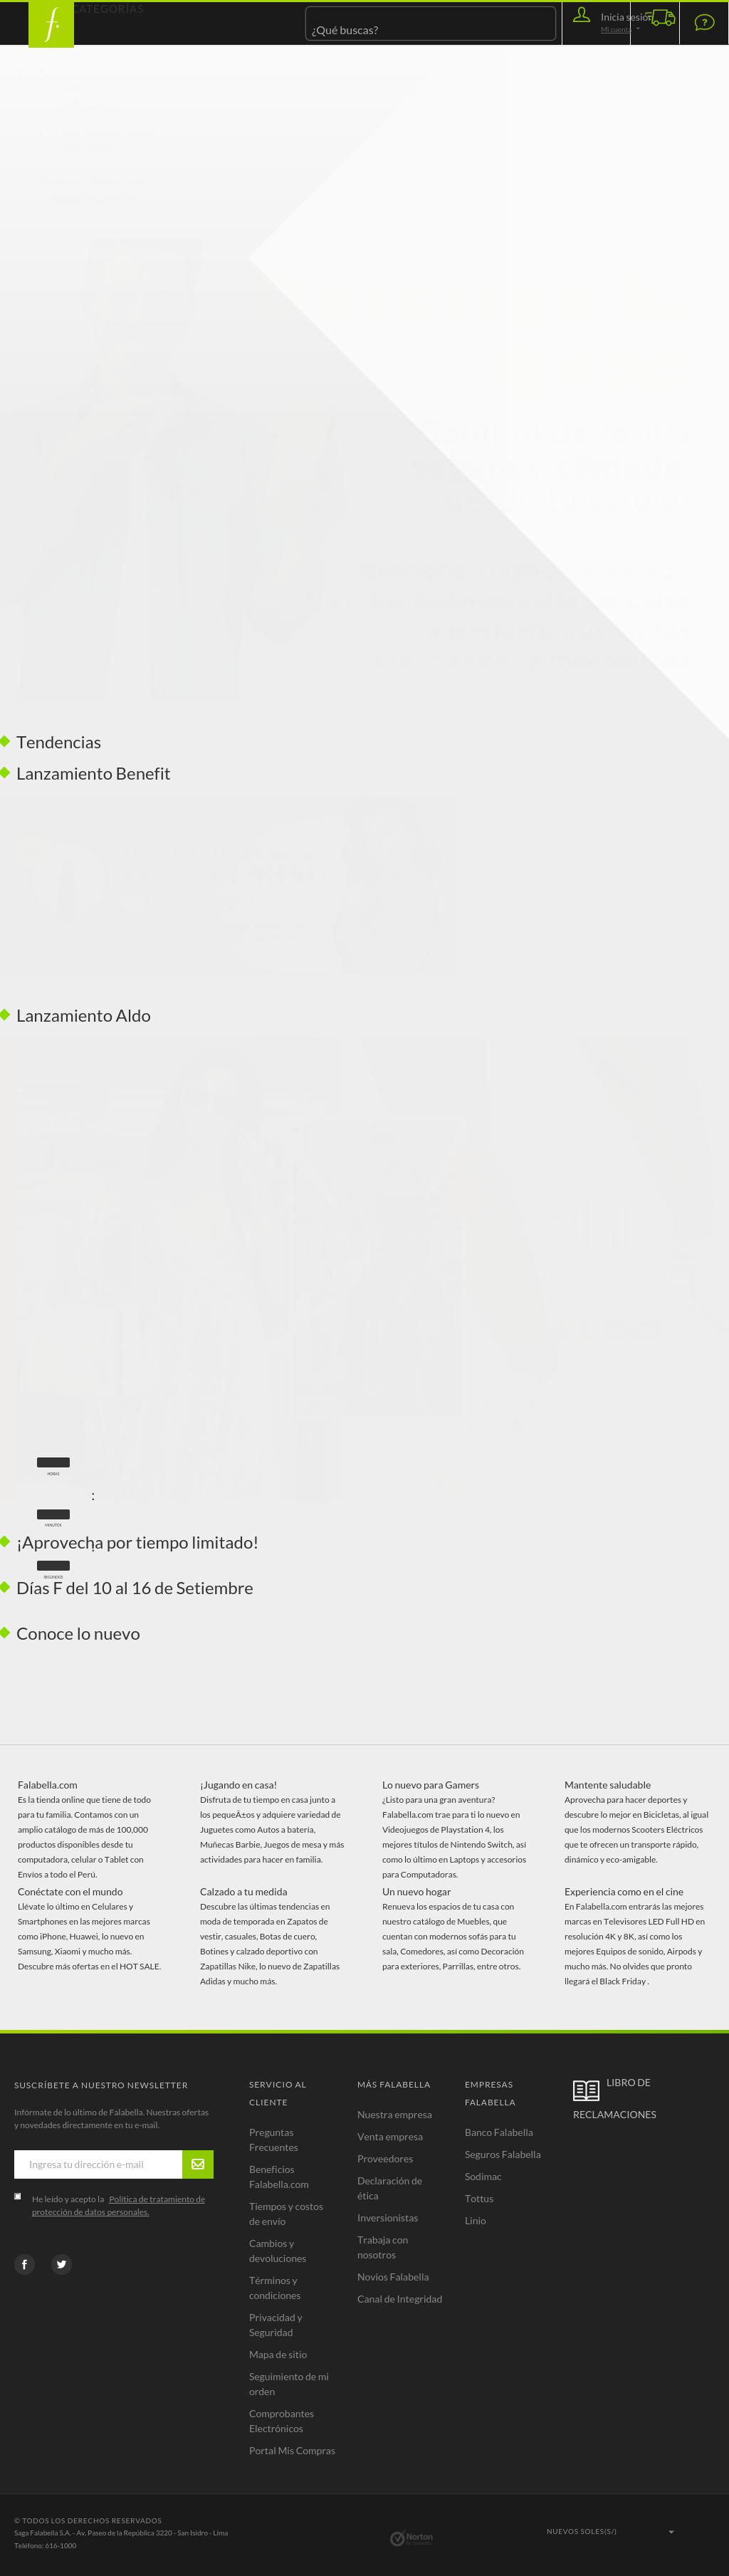 CATEGORÍAS
¿Qué buscas?
Inicia sesión
Mi cuenta
Tendencias
Lanzamiento Benefit
Lanzamiento Aldo
HORAS
:
MINUTOS
¡Aprovecha por tiempo limitado!
:
SEGUNDOS
Días F del 10 al 16 de Setiembre
Conoce lo nuevo
Falabella.com
Es la tienda online que tiene de todo
para tu familia. Contamos con un
amplio catálogo de más de 100,000
productos disponibles desde tu
computadora, celular o Tablet con
Envíos a todo el Perú.
¡Jugando en casa!
Disfruta de tu tiempo en casa junto a
los pequeÃ±os y adquiere variedad de
Juguetes como Autos a batería,
Muñecas Barbie, Juegos de mesa y más
actividades para hacer en familia.
Lo nuevo para Gamers
¿Listo para una gran aventura?
Falabella.com trae para ti lo nuevo en
Videojuegos de Playstation 4, los
mejores títulos de Nintendo Switch, así
como lo último en Laptops y accesorios
para Computadoras.
Mantente saludable
Aprovecha para hacer deportes y
descubre lo mejor en Bicicletas, al igual
que los modernos Scooters Eléctricos
que te ofrecen un transporte rápido,
dinámico y eco-amigable.
Conéctate con el mundo
Llévate lo último en Celulares y
Smartphones en las mejores marcas
como iPhone, Huawei, lo nuevo en
Samsung, Xiaomi y mucho más.
Descubre más ofertas en el HOT SALE.
Calzado a tu medida
Descubre las últimas tendencias en
moda de temporada en Zapatos de
vestir, casuales, Botas de cuero,
Botines y calzado deportivo con
Zapatillas Nike, lo nuevo de Zapatillas
Adidas y mucho más.
Un nuevo hogar
Renueva los espacios de tu casa con
nuestro catálogo de Muebles, que
cuentan con modernos sofás para tu
sala, Comedores, así como Decoración
para exteriores, Parrillas, entre otros.
Experiencia como en el cine
En Falabella.com entrarás las mejores
marcas en Televisores LED Full HD en
resolución 4K y 8K, así como los
mejores Equipos de sonido, Airpods y
mucho más. No olvides que pronto
llegará el Black Friday .
SUSCRÍBETE A NUESTRO NEWSLETTER
Infórmate de lo último de Falabella. Nuestras ofertas
y novedades directamente en tu e-mail.
Ingresa tu dirección e-mail
He leído y acepto la Política de tratamiento de
protección de datos personales.
SERVICIO AL
CLIENTE
Preguntas
Frecuentes
Beneficios
Falabella.com
Tiempos y costos
de envío
Cambios y
devoluciones
Términos y
condiciones
Privacidad y
Seguridad
Mapa de sitio
Seguimiento de mi
orden
Comprobantes
Electrónicos
Portal Mis Compras
MÁS FALABELLA
Nuestra empresa
Venta empresa
Proveedores
Declaración de
ética
Inversionistas
Trabaja con
nosotros
Novios Falabella
Canal de Integridad
EMPRESAS
FALABELLA
Banco Falabella
Seguros Falabella
Sodimac
Tottus
Linio
LIBRO DE
RECLAMACIONES
© TODOS LOS DERECHOS RESERVADOS
Saga Falabella S.A. - Av. Paseo de la República 3220 - San Isidro - Lima
Teléfono: 616-1000
Norton
NUEVOS SOLES(S/)